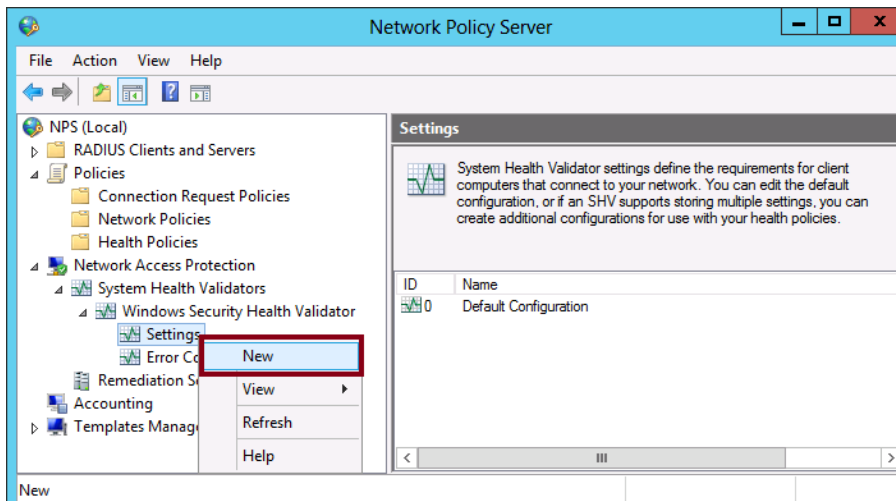 Network Policy Server
File Action View Help
NPS (Local)
RADIUS Clients and Servers
Policies
Connection Request Policies
Network Policies
Health Policies
Network Access Protection
System Health Validators
Windows Security Health Validator
Settings
Error Co
Remediation S
Accounting
Templates Manag
New
View
Refresh
Help
Settings
System Health Validator settings define the requirements for client
computers that connect to your network. You can edit the default
configuration, or if an SHV supports storing multiple settings, you can
create additional configurations for use with your health policies.
ID Name
0 Default Configuration
New